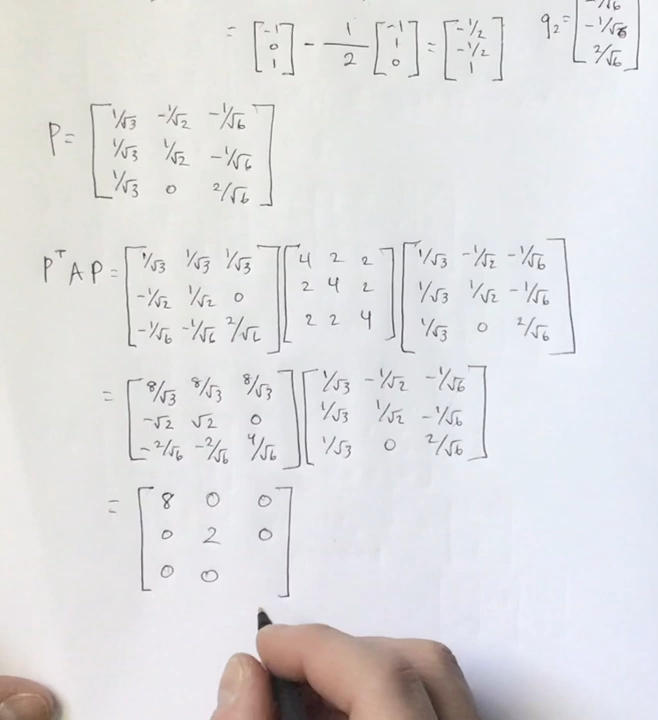 = [-1 0 1] - 1/2 [-1 1 0] = [-1/2 -1/2 1] q₂ = [-1/√6 -1/√6 2/√6]
P = [1/√3 -1/√2 -1/√6
1/√3 1/√2 -1/√6
1/√3 0 2/√6]
PᵀAP = [1/√3 1/√3 1/√3] [4 2 2] [1/√3 -1/√2 -1/√6]
[-1/√2 1/√2 0] [2 4 2] [1/√3 1/√2 -1/√6]
[-1/√6 -1/√6 2/√6] [2 2 4] [1/√3 0 2/√6]
= [8/√3 8/√3 8/√3] [1/√3 -1/√2 -1/√6]
[-√2 √2 0] [1/√3 1/√2 -1/√6]
[-2/√6 -2/√6 4/√6] [1/√3 0 2/√6]
= [8 0 0
0 2 0
0 0 ]